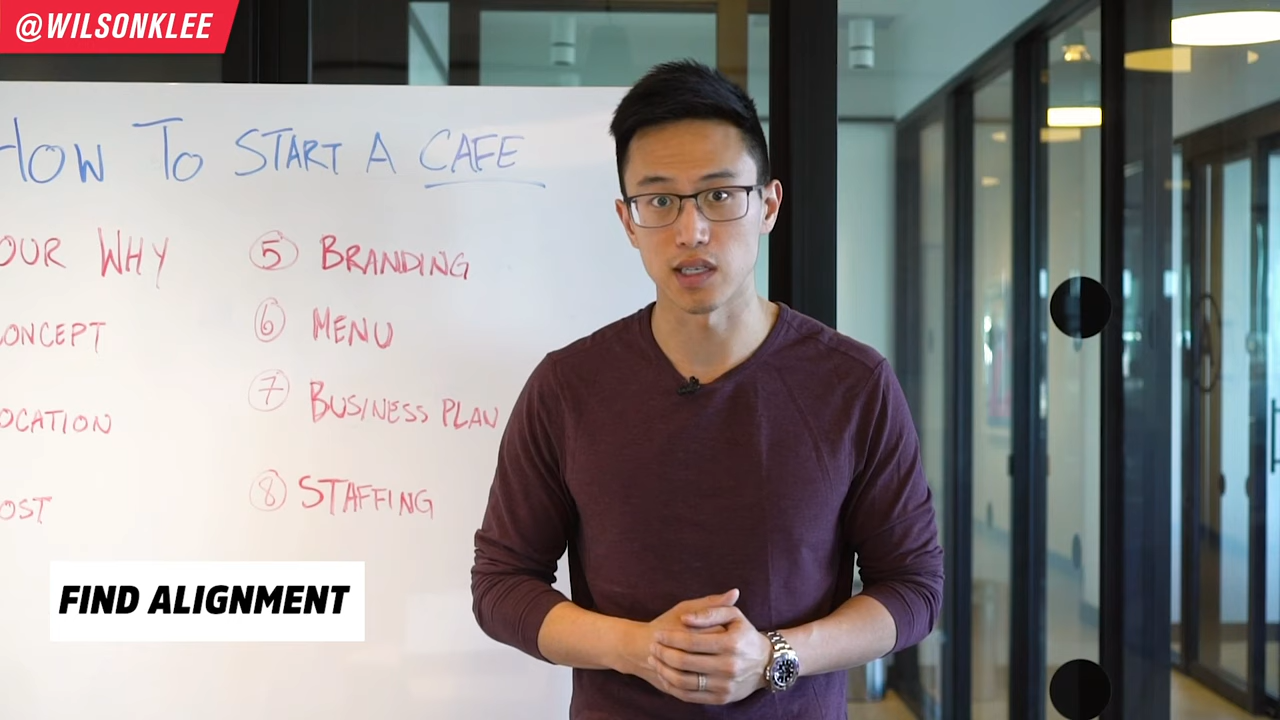 @WILSONKLEE
HOW TO START A CAFE
OUR WHY
ONCEPT
OCATION
OST
5 BRANDING
6 MENU
7 BUSINESS PLAN
8 STAFFING
FIND ALIGNMENT